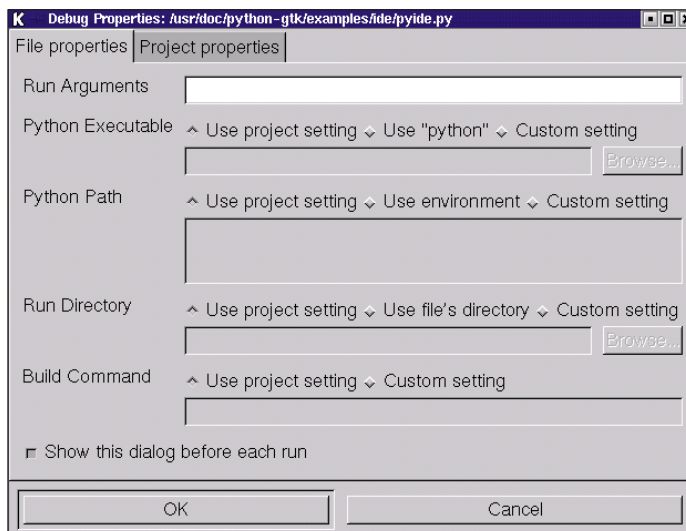 Debug Properties: /usr/doc/python-gtk/examples/ide/pyide.py
File properties Project properties
Run Arguments
Python Executable Use project setting Use "python" Custom setting
Browse...
Python Path Use project setting Use environment Custom setting
Run Directory Use project setting Use file's directory Custom setting
Browse...
Build Command Use project setting Custom setting
Show this dialog before each run
OK Cancel